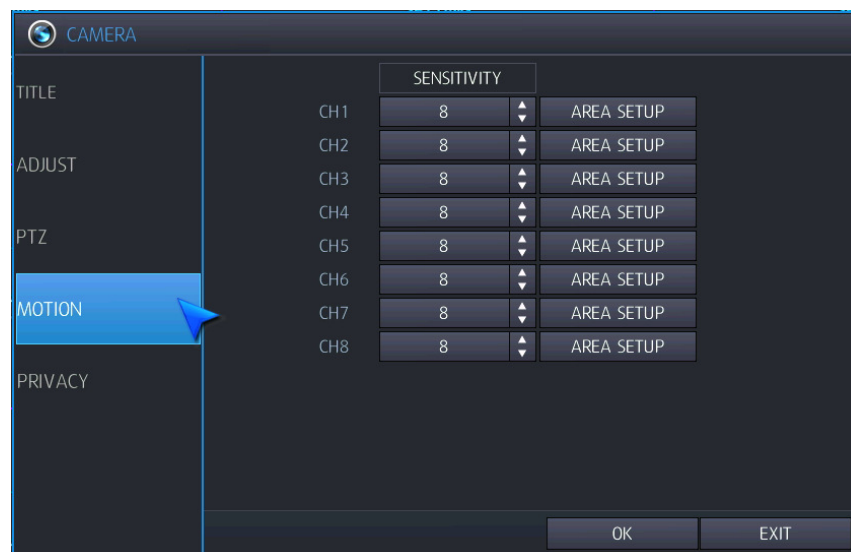 CAMERA
TITLE
ADJUST
PTZ
MOTION
PRIVACY
SENSITIVITY
CH1 8 AREA SETUP
CH2 8 AREA SETUP
CH3 8 AREA SETUP
CH4 8 AREA SETUP
CH5 8 AREA SETUP
CH6 8 AREA SETUP
CH7 8 AREA SETUP
CH8 8 AREA SETUP
OK EXIT